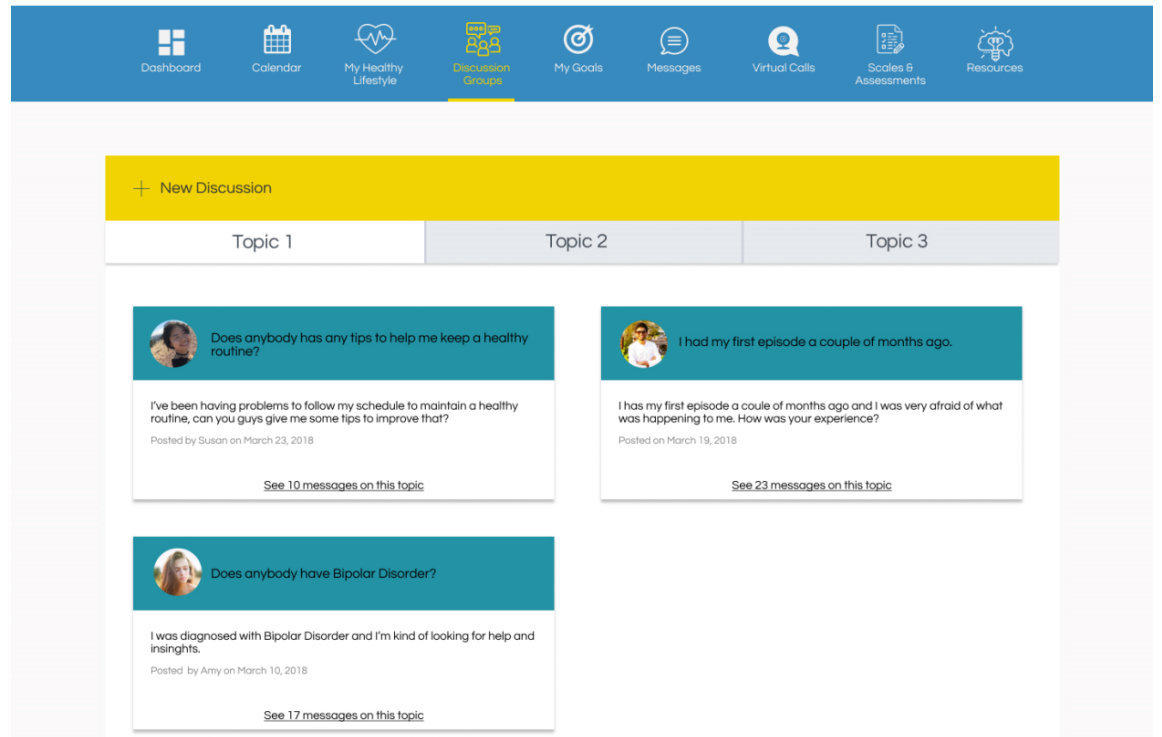 Dashboard
Calendar
My Healthy
Lifestyle
Discussion
Groups
My Goals
Messages
Virtual Calls
Scales &
Assessments
Resources
New Discussion
Topic 1
Topic 2
Topic 3
Does anybody has any tips to help me keep a healthy
routine?
I've been having problems to follow my schedule to maintain a healthy
routine, can you guys give me some tips to improve that?
Posted by Susan on March 23, 2018
See 10 messages on this topic
I had my first episode a couple of months ago.
I has my first episode a coule of months ago and I was very afraid of what
was happening to me. How was your experience?
Posted on March 19, 2018
See 23 messages on this topic
Does anybody have Bipolar Disorder?
I was diagnosed with Bipolar Disorder and I'm kind of looking for help and
insinghts.
Posted by Amy on March 10, 2018
See 17 messages on this topic